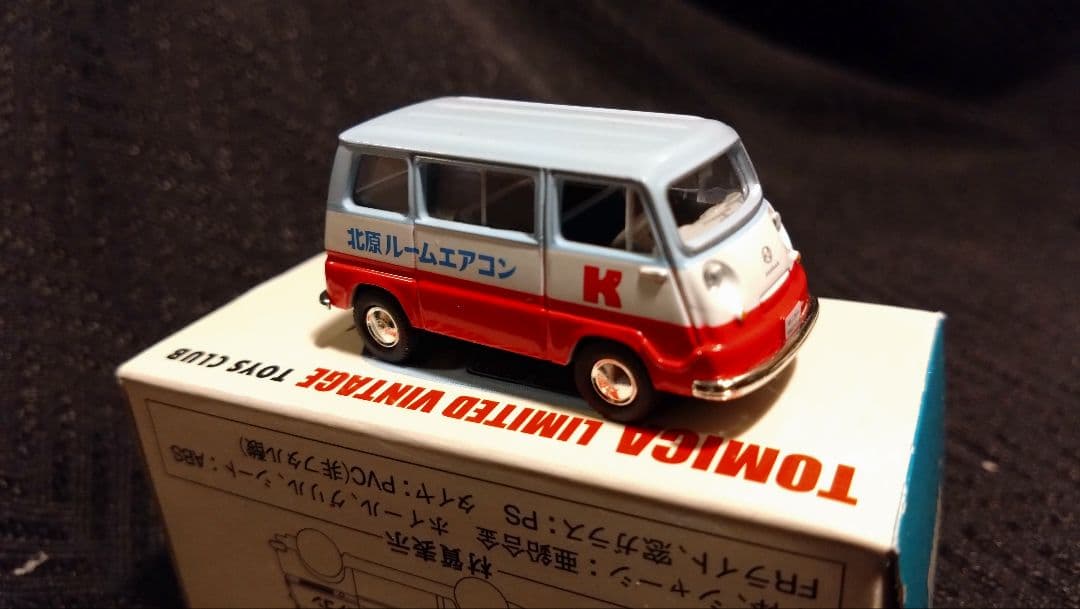 北原ルームエアコン
K
TOMICA LIMITED VINTAGE TOYS CLUB
材質表示
シャーシ:亜鉛合金 ホイール、グリル、シート:ABS
FRライト、窓ガラス:PS タイヤ:PVC(非フタル酸)